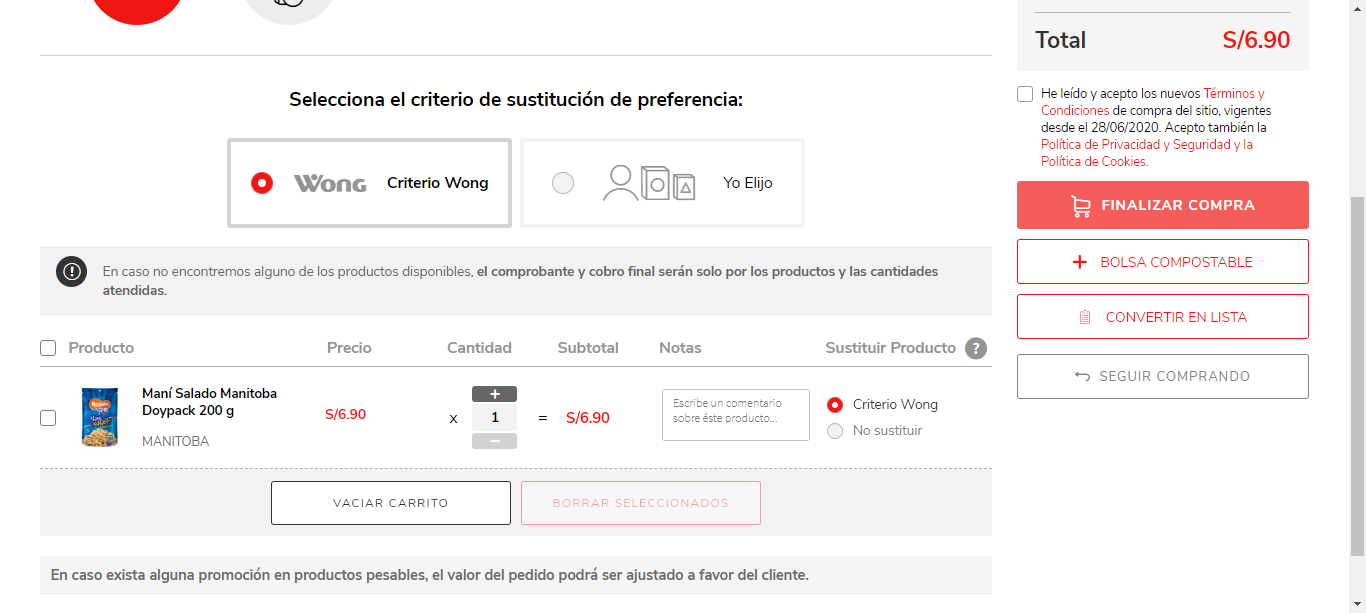 Selecciona el criterio de sustitución de preferencia:
Wong Criterio Wong
Yo Elijo
En caso no encontremos alguno de los productos disponibles, el comprobante y cobro final serán solo por los productos y las cantidades
atendidas.
Producto Precio Cantidad Subtotal Notas Sustituir Producto ?
Maní Salado Manitoba
Doypack 200 g
MANITOBA
S/6.90
x
+
1
−
=
S/6.90
Escribe un comentario
sobre éste producto...
Criterio Wong
No sustituir
VACIAR CARRITO
BORRAR SELECCIONADOS
En caso exista alguna promoción en productos pesables, el valor del pedido podrá ser ajustado a favor del cliente.
Total S/6.90
He leído y acepto los nuevos Términos y
Condiciones de compra del sitio, vigentes
desde el 28/06/2020. Acepto también la
Política de Privacidad y Seguridad y la
Política de Cookies.
FINALIZAR COMPRA
+ BOLSA COMPOSTABLE
CONVERTIR EN LISTA
SEGUIR COMPRANDO